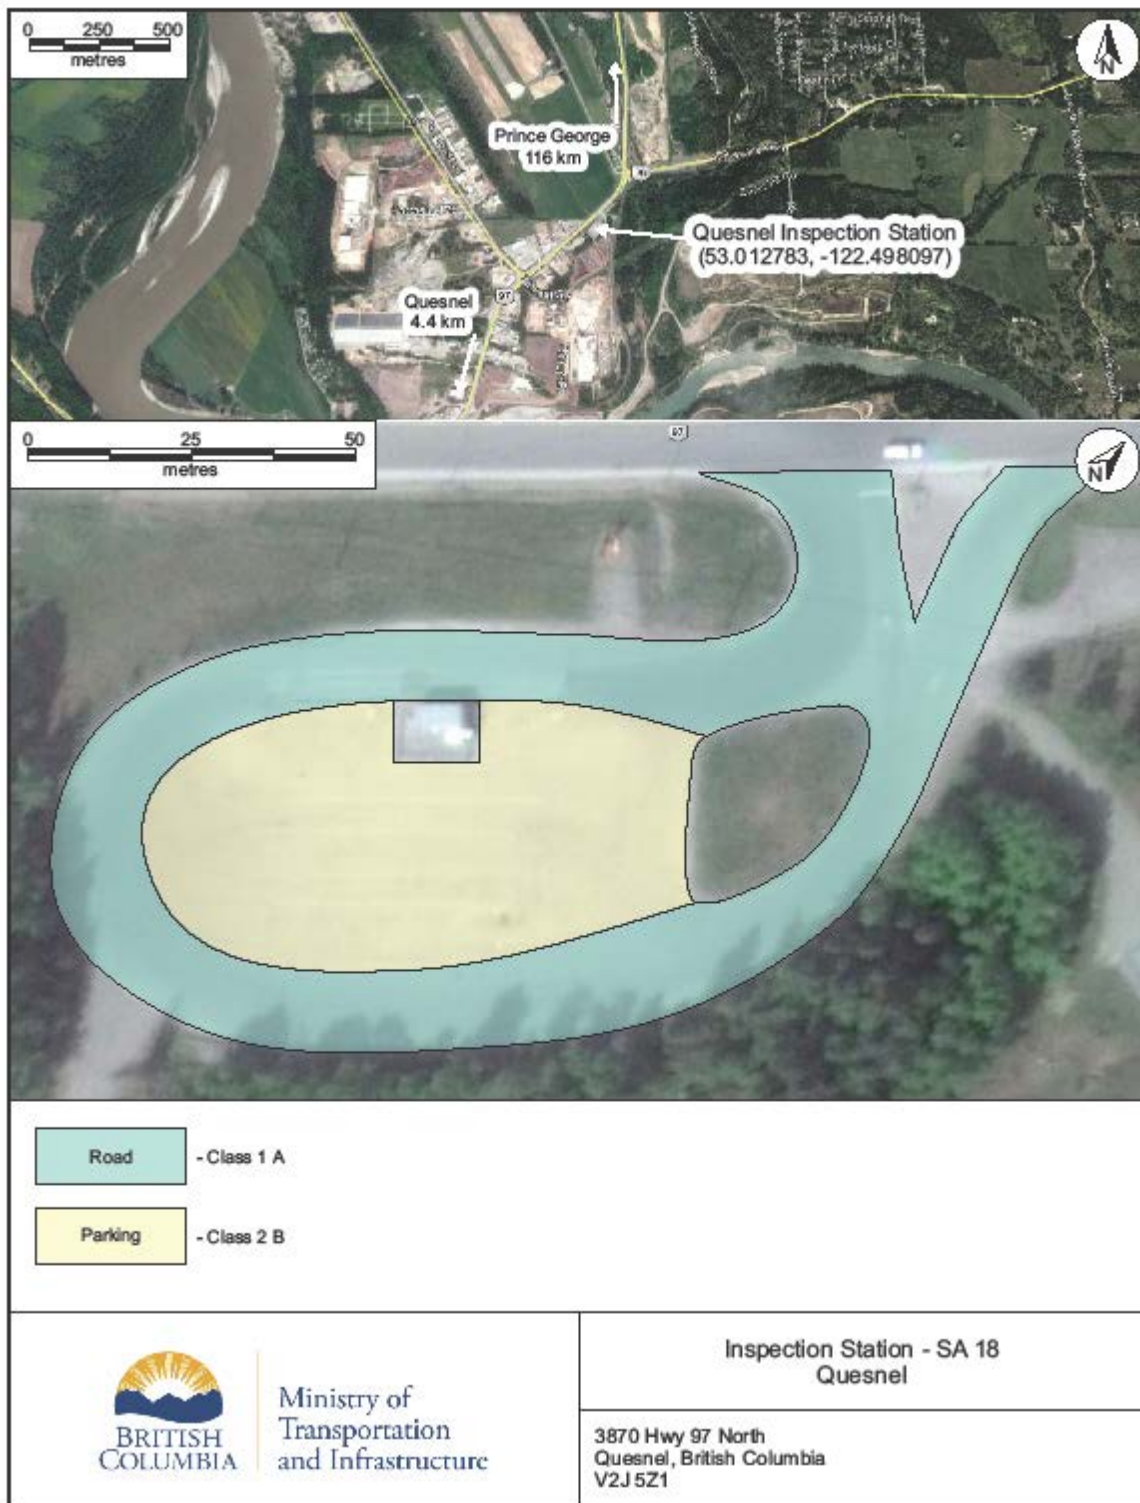 0 250 500
metres
N
Prince George
116 km
Quesnel Inspection Station
(53.012783, -122.498097)
Quesnel
4.4 km
97
0 25 50
metres
97
N
Road - Class 1 A
Parking - Class 2 B
BRITISH
COLUMBIA
Ministry of
Transportation
and Infrastructure
Inspection Station - SA 18
Quesnel
3870 Hwy 97 North
Quesnel, British Columbia
V2J 5Z1